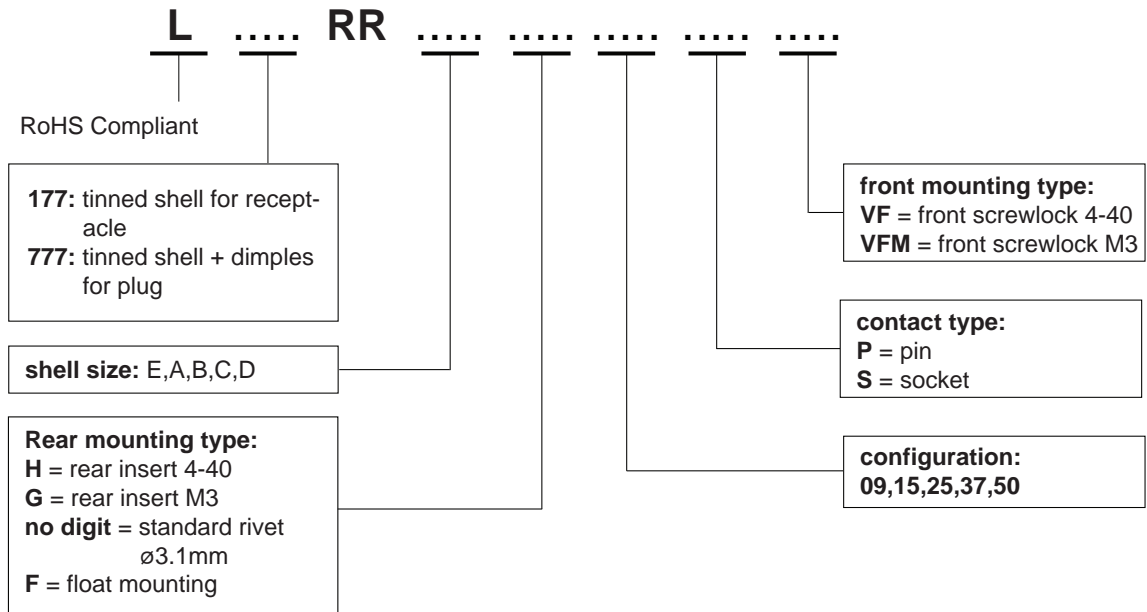 L ..... RR ..... ..... ..... ..... .....
RoHS Compliant
177: tinned shell for recept-
acle
777: tinned shell + dimples
for plug
shell size: E,A,B,C,D
Rear mounting type:
H = rear insert 4-40
G = rear insert M3
no digit = standard rivet
ø3.1mm
F = float mounting
front mounting type:
VF = front screwlock 4-40
VFM = front screwlock M3
contact type:
P = pin
S = socket
configuration:
09,15,25,37,50